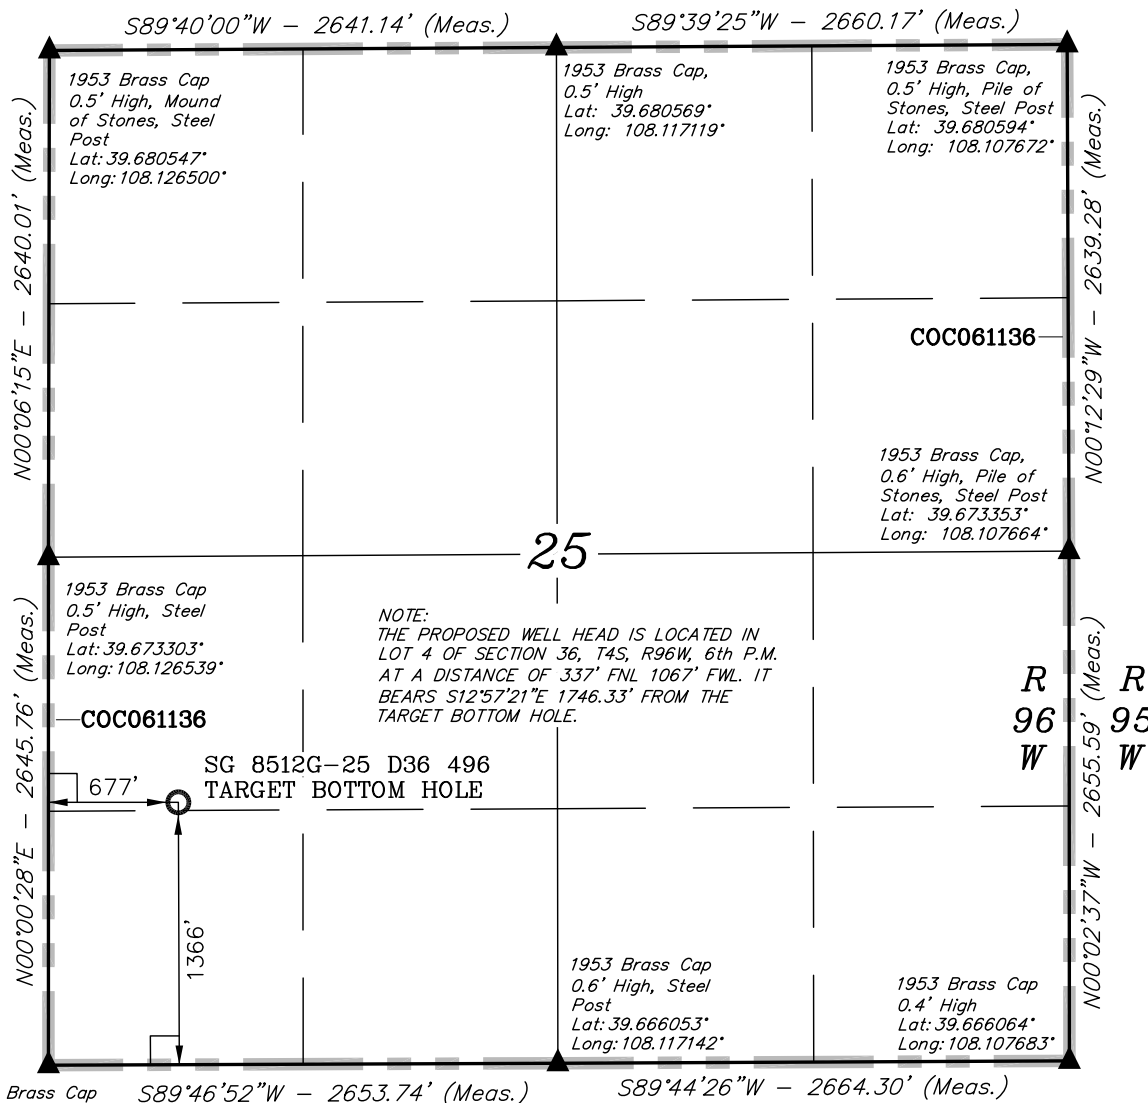 S89°40'00"W - 2641.14' (Meas.)
S89°39'25"W - 2660.17' (Meas.)
1953 Brass Cap
0.5' High, Mound
of Stones, Steel
Post
Lat: 39.680547°
Long: 108.126500°
1953 Brass Cap,
0.5' High
Lat: 39.680569°
Long: 108.117119°
1953 Brass Cap,
0.5' High, Pile of
Stones, Steel Post
Lat: 39.680594°
Long: 108.107672°
N00°06'15"E - 2640.01' (Meas.)
N00°12'29"W - 2639.28' (Meas.)
COC061136
1953 Brass Cap,
0.6' High, Pile of
Stones, Steel Post
Lat: 39.673353°
Long: 108.107664°
25
1953 Brass Cap
0.5' High, Steel
Post
Lat: 39.673303°
Long: 108.126539°
NOTE:
THE PROPOSED WELL HEAD IS LOCATED IN
LOT 4 OF SECTION 36, T4S, R96W, 6th P.M.
AT A DISTANCE OF 337' FNL 1067' FWL. IT
BEARS S12°57'21"E 1746.33' FROM THE
TARGET BOTTOM HOLE.
N00°00'28"E - 2645.76' (Meas.)
N00°02'37"W - 2655.59' (Meas.)
R
96
W
R
95
W
COC061136
SG 8512G-25 D36 496
TARGET BOTTOM HOLE
677'
1366'
1953 Brass Cap
0.6' High, Steel
Post
Lat: 39.666053°
Long: 108.117142°
1953 Brass Cap
0.4' High
Lat: 39.666064°
Long: 108.107683°
Brass Cap
S89°46'52"W - 2653.74' (Meas.)
S89°44'26"W - 2664.30' (Meas.)